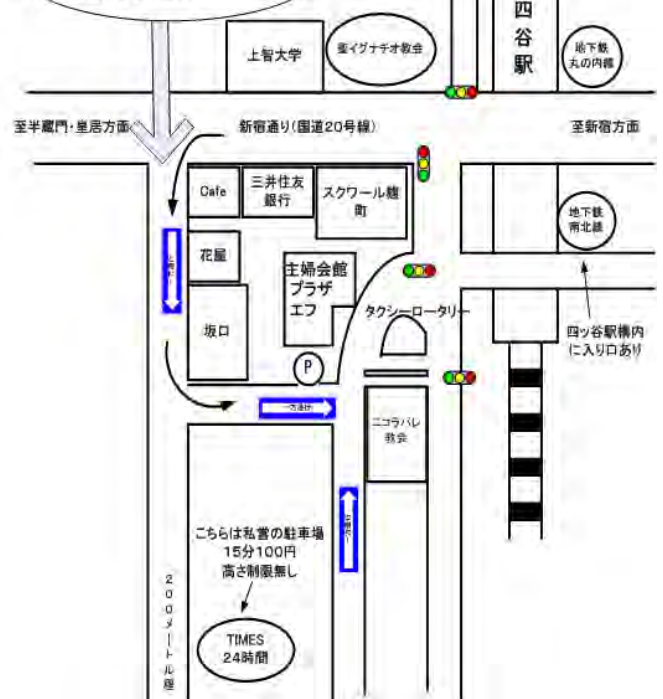 四谷駅
上智大学
聖イグナチオ教会
地下鉄
丸の内線
至半蔵門・皇居方面
新宿通り(国道20号線)
至新宿方面
Cafe
三井住友
銀行
スクワール麹
町
地下鉄
南北線
花屋
主婦会館
プラザ
エフ
タクシーロータリー
坂口
四ッ谷駅構内
に入り口あり
P
ニコラバレ
教会
こちらは私営の駐車場
15分100円
高さ制限無し
200メートル程
TIMES
24時間